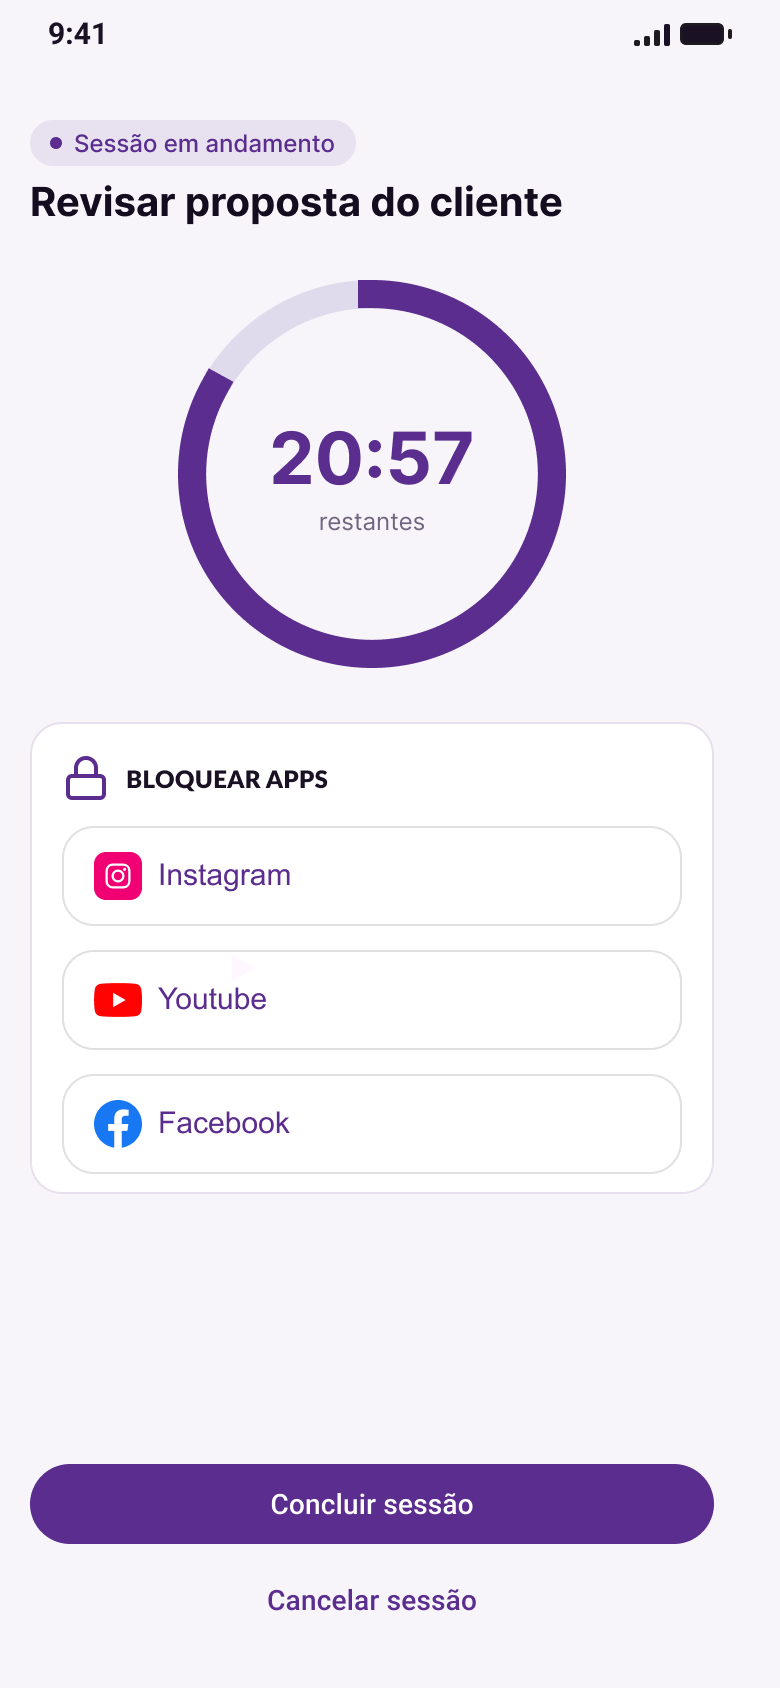 9:41
Sessão em andamento
Revisar proposta do cliente
20:57
restantes
BLOQUEAR APPS
Instagram
Youtube
Facebook
Concluir sessão
Cancelar sessão